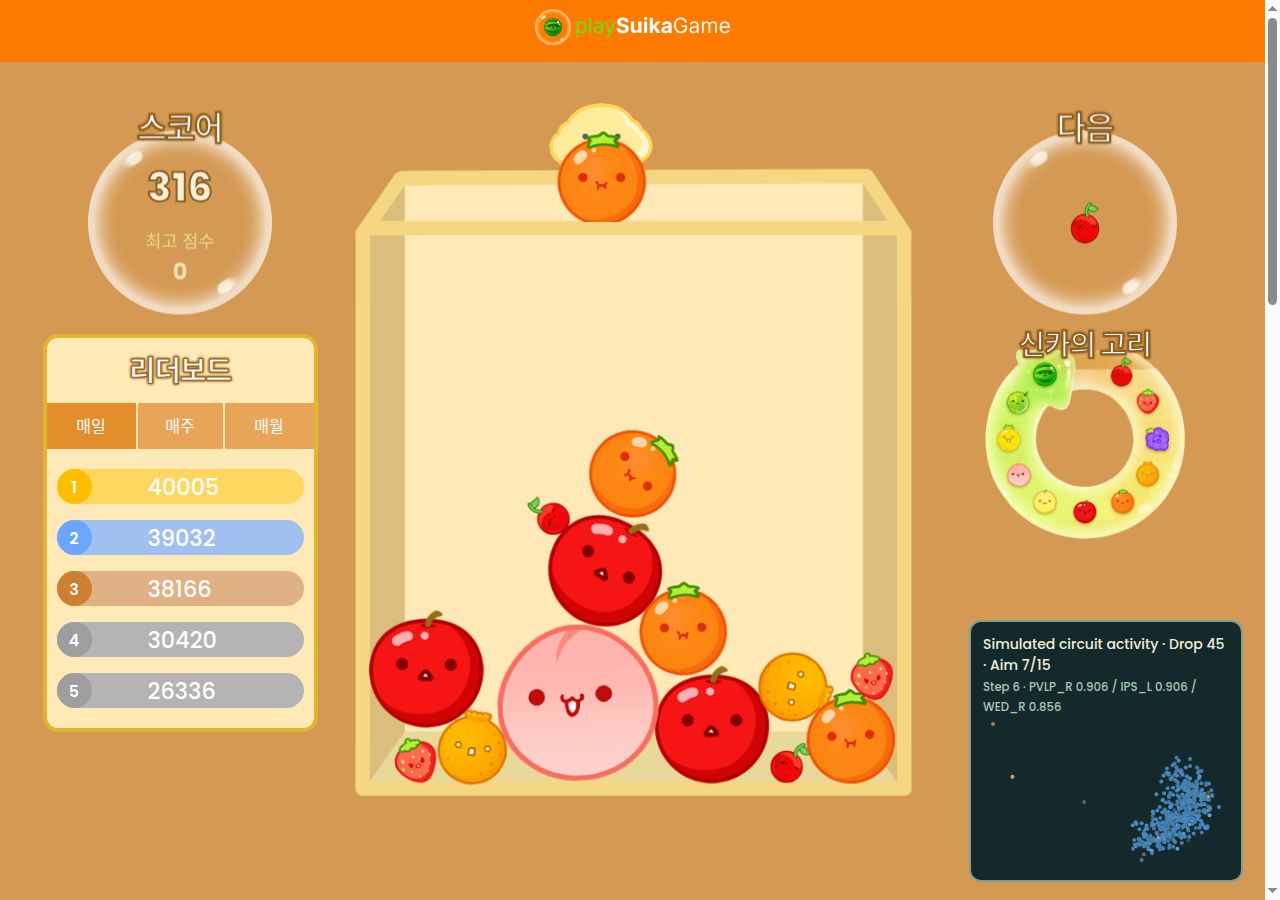 playSuikaGame
스코어
316
최고 점수
0
다음
신카의 고리
리더보드
매일 매주 매월
1 40005
2 39032
3 38166
4 30420
5 26336
Simulated circuit activity · Drop 45
· Aim 7/15
Step 6 · PVLP_R 0.906 / IPS_L 0.906 /
WED_R 0.856